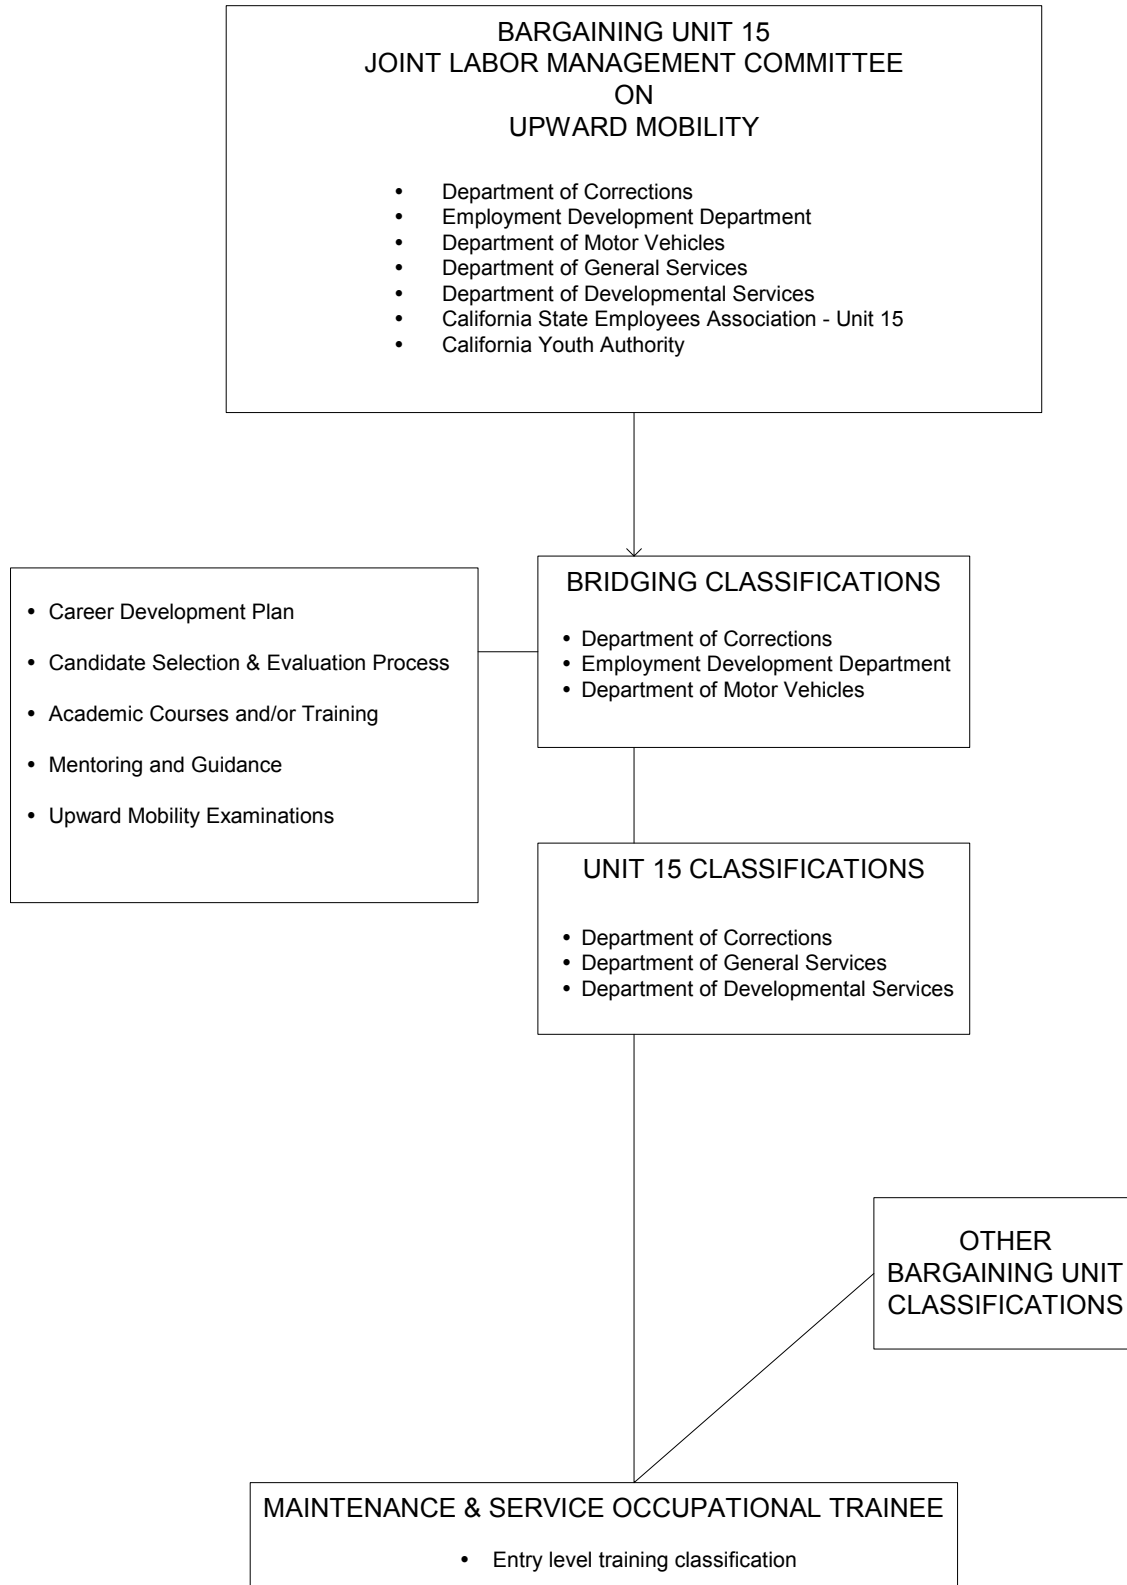 BARGAINING UNIT 15
JOINT LABOR MANAGEMENT COMMITTEE
ON
UPWARD MOBILITY
• Department of Corrections
• Employment Development Department
• Department of Motor Vehicles
• Department of General Services
• Department of Developmental Services
• California State Employees Association - Unit 15
• California Youth Authority
• Career Development Plan
• Candidate Selection & Evaluation Process
• Academic Courses and/or Training
• Mentoring and Guidance
• Upward Mobility Examinations
BRIDGING CLASSIFICATIONS
• Department of Corrections
• Employment Development Department
• Department of Motor Vehicles
UNIT 15 CLASSIFICATIONS
• Department of Corrections
• Department of General Services
• Department of Developmental Services
OTHER
BARGAINING UNIT
CLASSIFICATIONS
MAINTENANCE & SERVICE OCCUPATIONAL TRAINEE
• Entry level training classification